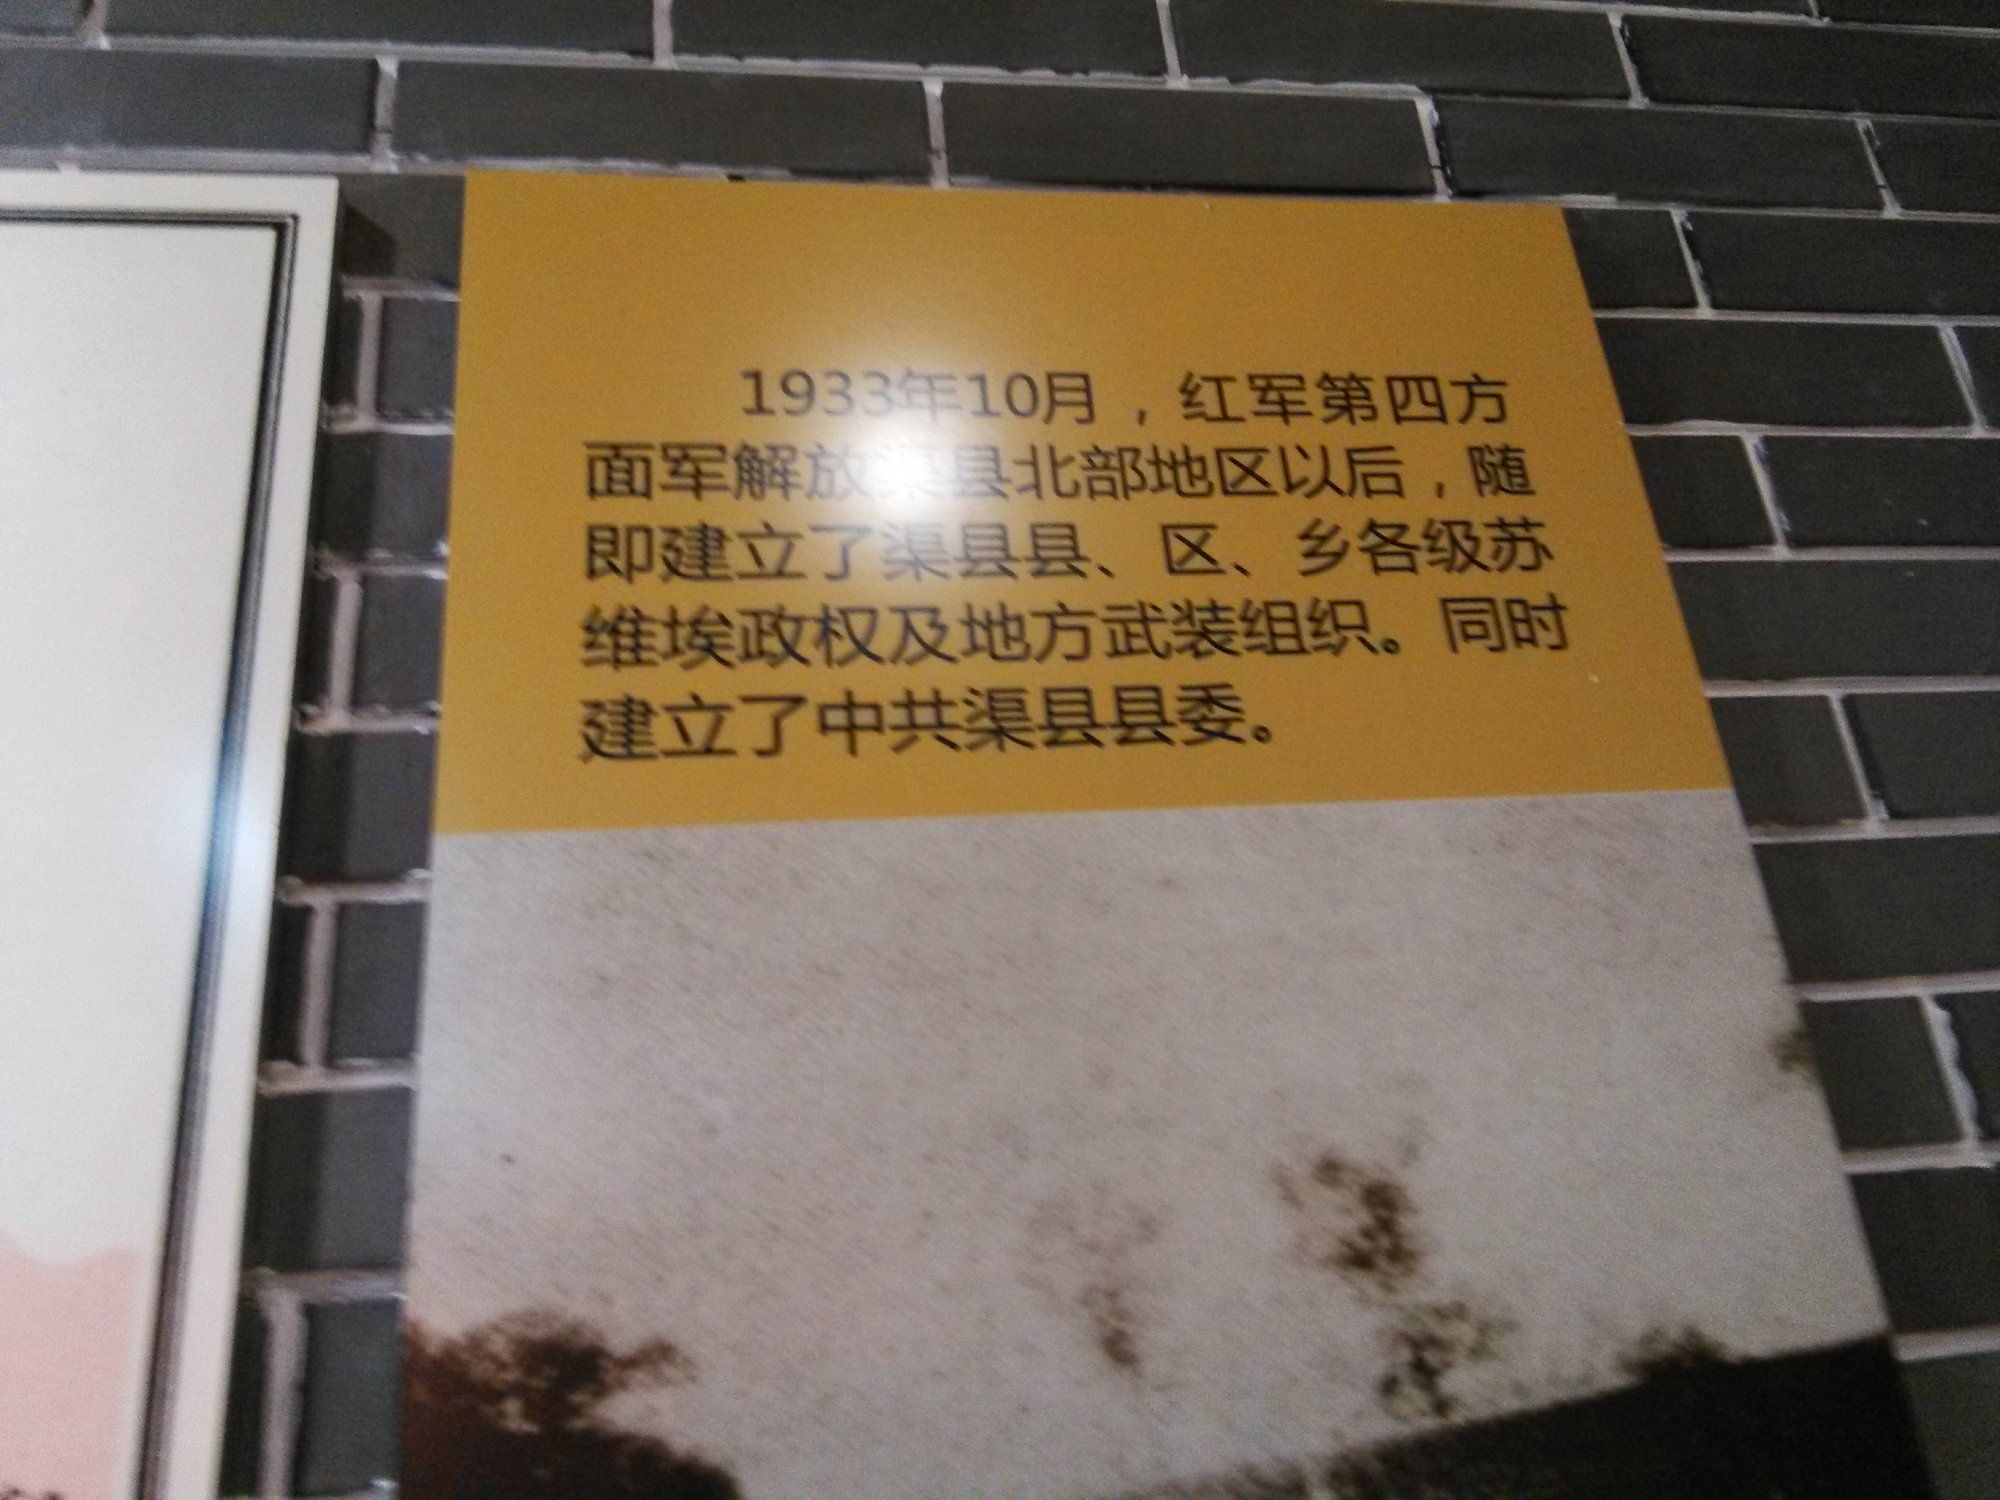 1933年10月，红军第四方
面军解放渠县北部地区以后，随
即建立了渠县县、区、乡各级苏
维埃政权及地方武装组织。同时
建立了中共渠县县委。